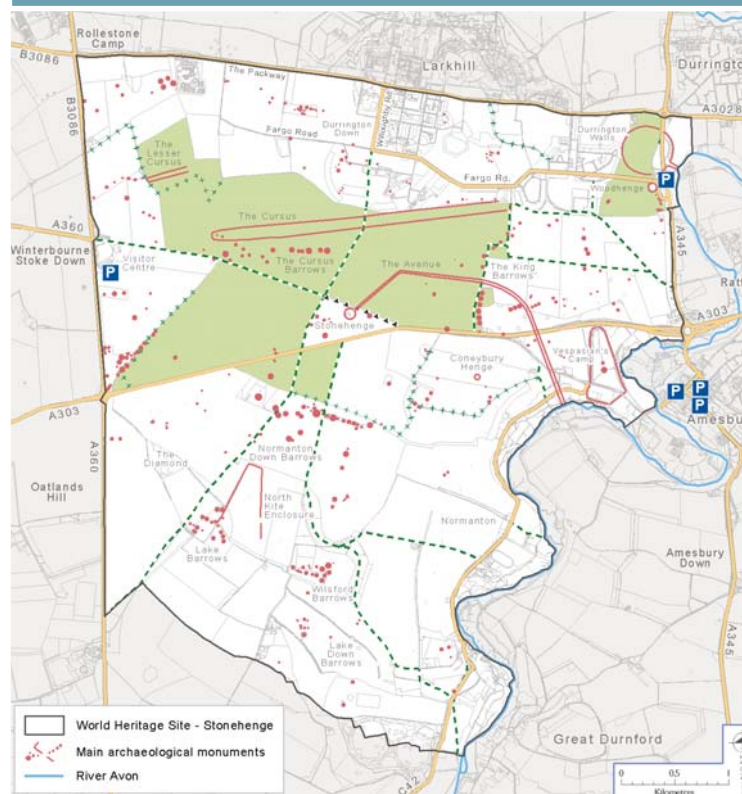 Rollestone
Camp
B3086
The Packway
Larkhill
Durrington
A3028
B3086
Fargo Road
Durrington
Down
Durrington
Walls
The
Lesser
Cursus
Fargo Rd.
Woodhenge
P
A360
The Cursus
A345
Winterbourne
Stoke Down
Visitor
Centre
P
The Cursus
Barrows
The Avenue
The King
Barrows
A303
Stonehenge
Vespasian's
Camp
Coneybury
Henge
P
P
P
Amesbury
A303
A360
Normanton
Down Barrows
The
Diamond
Oatlands
Hill
North
Kite
Enclosure
Normanton
Lake
Barrows
Amesbury
Down
Wilsford
Barrows
A345
Lake
Down
Barrows
World Heritage Site - Stonehenge
Main archaeological monuments
River Avon
Great Durnford
C42
0 0.5 1
Kilometres